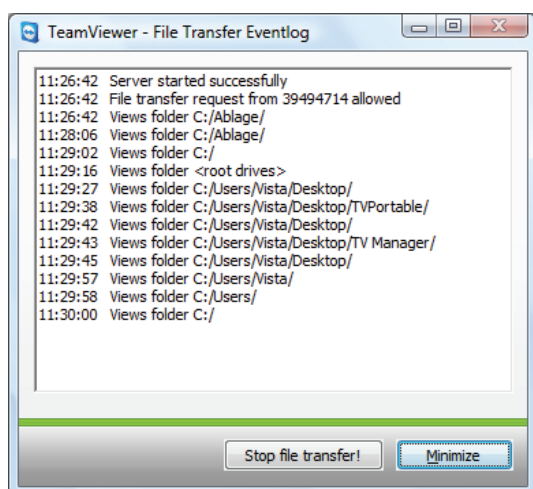 TeamViewer - File Transfer Eventlog
11:26:42 Server started successfully
11:26:42 File transfer request from 39494714 allowed
11:26:42 Views folder C:/Ablage/
11:28:06 Views folder C:/Ablage/
11:29:02 Views folder C:/
11:29:16 Views folder <root drives>
11:29:27 Views folder C:/Users/Vista/Desktop/
11:29:38 Views folder C:/Users/Vista/Desktop/TVPortable/
11:29:42 Views folder C:/Users/Vista/Desktop/
11:29:43 Views folder C:/Users/Vista/Desktop/TV Manager/
11:29:45 Views folder C:/Users/Vista/Desktop/
11:29:57 Views folder C:/Users/Vista/
11:29:58 Views folder C:/Users/
11:30:00 Views folder C:/
Stop file transfer! Minimize